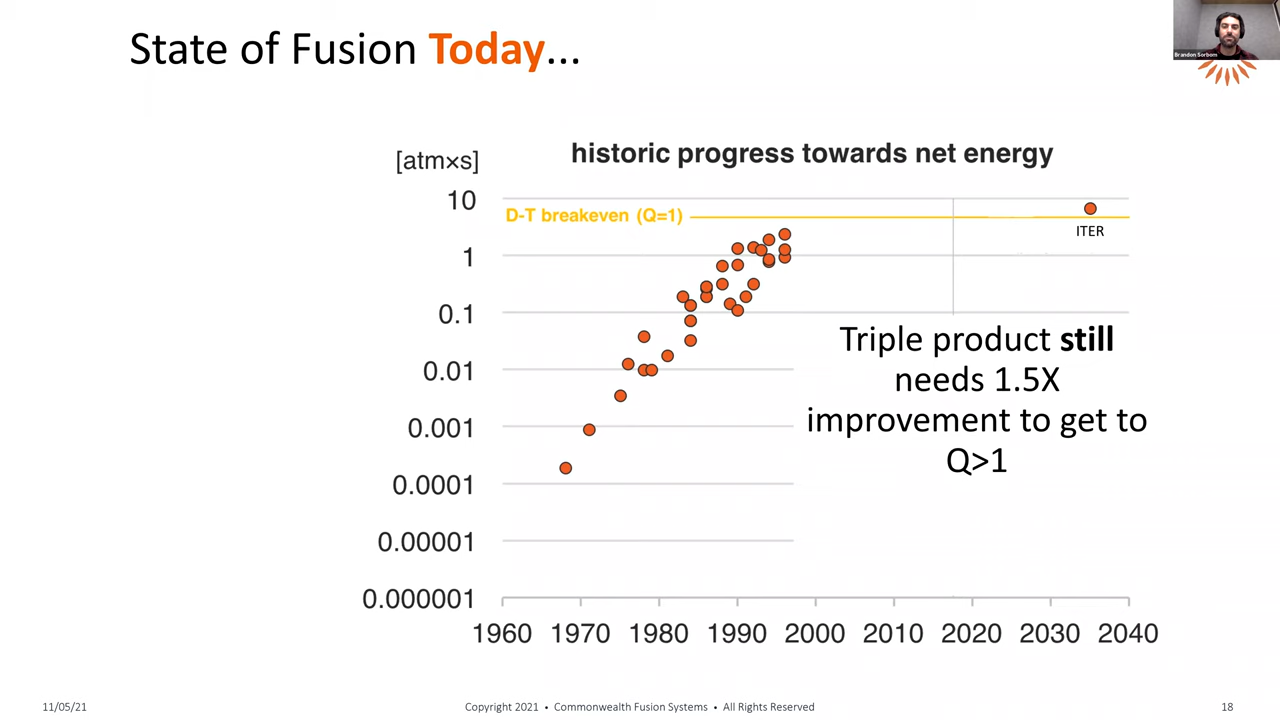 State of Fusion Today...
Brandon Sorbom
historic progress towards net energy
[atm×s]
10
D-T breakeven (Q=1)
ITER
1
0.1
Triple product still
needs 1.5X
improvement to get to
Q>1
0.01
0.001
0.0001
0.00001
0.000001
1960 1970 1980 1990 2000 2010 2020 2030 2040
11/05/21
Copyright 2021 • Commonwealth Fusion Systems • All Rights Reserved
18